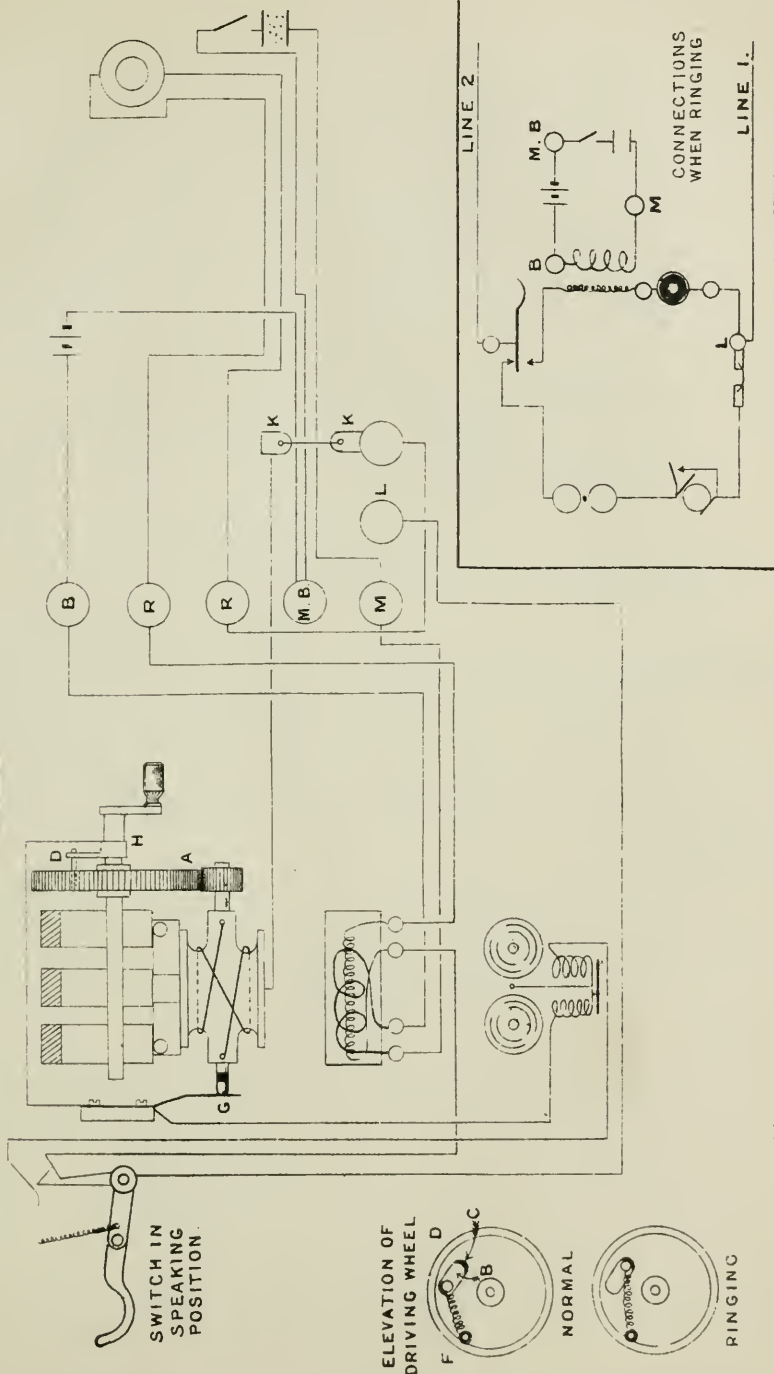 SWITCH IN
SPEAKING
POSITION.
D
H
A
G
B
R
R
M. B
M
L
K
K
ELEVATION OF
DRIVING WHEEL
F
D
C
B
NORMAL
RINGING
LINE 2
M. B
B
M
CONNECTIONS
WHEN RINGING
L
LINE 1.